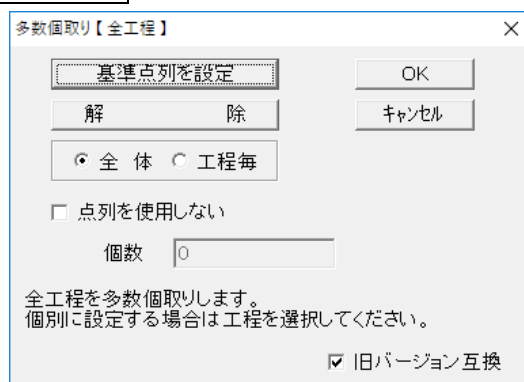 多数個取り【全工程】
基準点列を設定
OK
解 除
キャンセル
全 体 工程毎
点列を使用しない
個数 0
全工程を多数個取りします。
個別に設定する場合は工程を選択してください。
旧バージョン互換